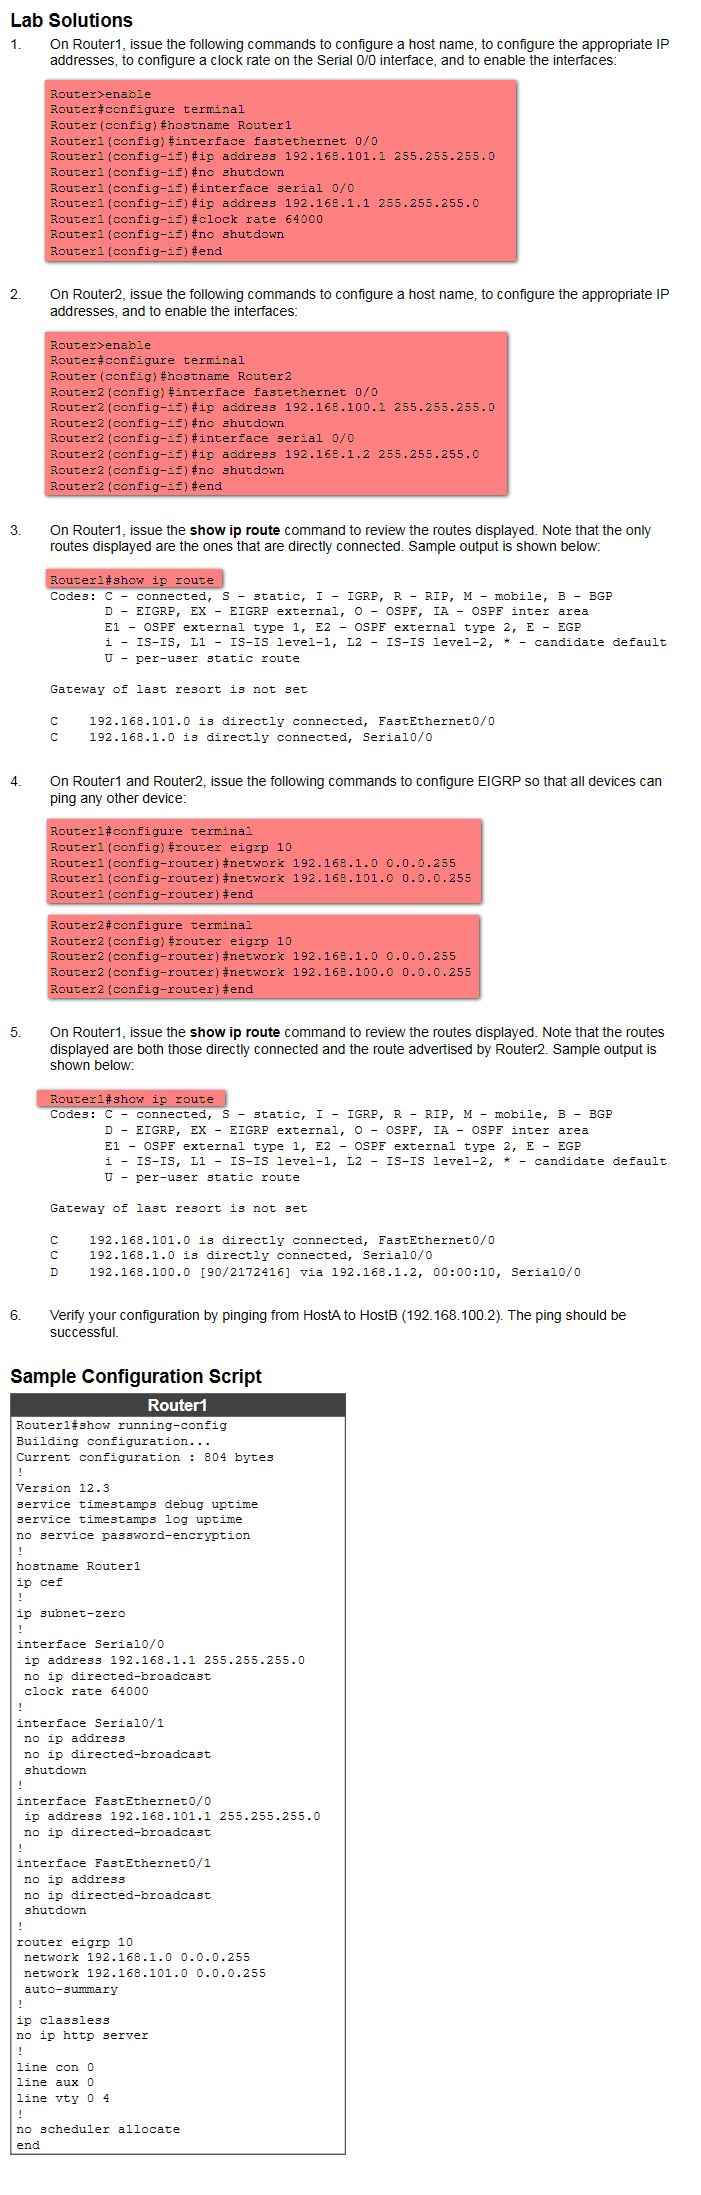 Lab Solutions
1. On Router1, issue the following commands to configure a host name, to configure the appropriate IP
addresses, to configure a clock rate on the Serial 0/0 interface, and to enable the interfaces:
Router>enable
Router#configure terminal
Router(config)#hostname Router1
Router1(config)#interface fastethernet 0/0
Router1(config-if)#ip address 192.168.101.1 255.255.255.0
Router1(config-if)#no shutdown
Router1(config-if)#interface serial 0/0
Router1(config-if)#ip address 192.168.1.1 255.255.255.0
Router1(config-if)#clock rate 64000
Router1(config-if)#no shutdown
Router1(config-if)#end
2. On Router2, issue the following commands to configure a host name, to configure the appropriate IP
addresses, and to enable the interfaces:
Router>enable
Router#configure terminal
Router(config)#hostname Router2
Router2(config)#interface fastethernet 0/0
Router2(config-if)#ip address 192.168.100.1 255.255.255.0
Router2(config-if)#no shutdown
Router2(config-if)#interface serial 0/0
Router2(config-if)#ip address 192.168.1.2 255.255.255.0
Router2(config-if)#no shutdown
Router2(config-if)#end
3. On Router1, issue the show ip route command to review the routes displayed. Note that the only
routes displayed are the ones that are directly connected. Sample output is shown below:
Router1#show ip route
Codes: C - connected, S - static, I - IGRP, R - RIP, M - mobile, B - BGP
D - EIGRP, EX - EIGRP external, O - OSPF, IA - OSPF inter area
E1 - OSPF external type 1, E2 - OSPF external type 2, E - EGP
i - IS-IS, L1 - IS-IS level-1, L2 - IS-IS level-2, * - candidate default
U - per-user static route
Gateway of last resort is not set
C 192.168.101.0 is directly connected, FastEthernet0/0
C 192.168.1.0 is directly connected, Serial0/0
4. On Router1 and Router2, issue the following commands to configure EIGRP so that all devices can
ping any other device:
Router1#configure terminal
Router1(config)#router eigrp 10
Router1(config-router)#network 192.168.1.0 0.0.0.255
Router1(config-router)#network 192.168.101.0 0.0.0.255
Router1(config-router)#end
Router2#configure terminal
Router2(config)#router eigrp 10
Router2(config-router)#network 192.168.1.0 0.0.0.255
Router2(config-router)#network 192.168.100.0 0.0.0.255
Router2(config-router)#end
5. On Router1, issue the show ip route command to review the routes displayed. Note that the routes
displayed are both those directly connected and the route advertised by Router2. Sample output is
shown below:
Router1#show ip route
Codes: C - connected, S - static, I - IGRP, R - RIP, M - mobile, B - BGP
D - EIGRP, EX - EIGRP external, O - OSPF, IA - OSPF inter area
E1 - OSPF external type 1, E2 - OSPF external type 2, E - EGP
i - IS-IS, L1 - IS-IS level-1, L2 - IS-IS level-2, * - candidate default
U - per-user static route
Gateway of last resort is not set
C 192.168.101.0 is directly connected, FastEthernet0/0
C 192.168.1.0 is directly connected, Serial0/0
D 192.168.100.0 [90/2172416] via 192.168.1.2, 00:00:10, Serial0/0
6. Verify your configuration by pinging from HostA to HostB (192.168.100.2). The ping should be
successful.
Sample Configuration Script
Router1
Router1#show running-config
Building configuration...
Current configuration : 804 bytes
!
Version 12.3
service timestamps debug uptime
service timestamps log uptime
no service password-encryption
!
hostname Router1
ip cef
!
ip subnet-zero
!
interface Serial0/0
ip address 192.168.1.1 255.255.255.0
no ip directed-broadcast
clock rate 64000
!
interface Serial0/1
no ip address
no ip directed-broadcast
shutdown
!
interface FastEthernet0/0
ip address 192.168.101.1 255.255.255.0
no ip directed-broadcast
!
interface FastEthernet0/1
no ip address
no ip directed-broadcast
shutdown
!
router eigrp 10
network 192.168.1.0 0.0.0.255
network 192.168.101.0 0.0.0.255
auto-summary
!
ip classless
no ip http server
!
line con 0
line aux 0
line vty 0 4
!
no scheduler allocate
end